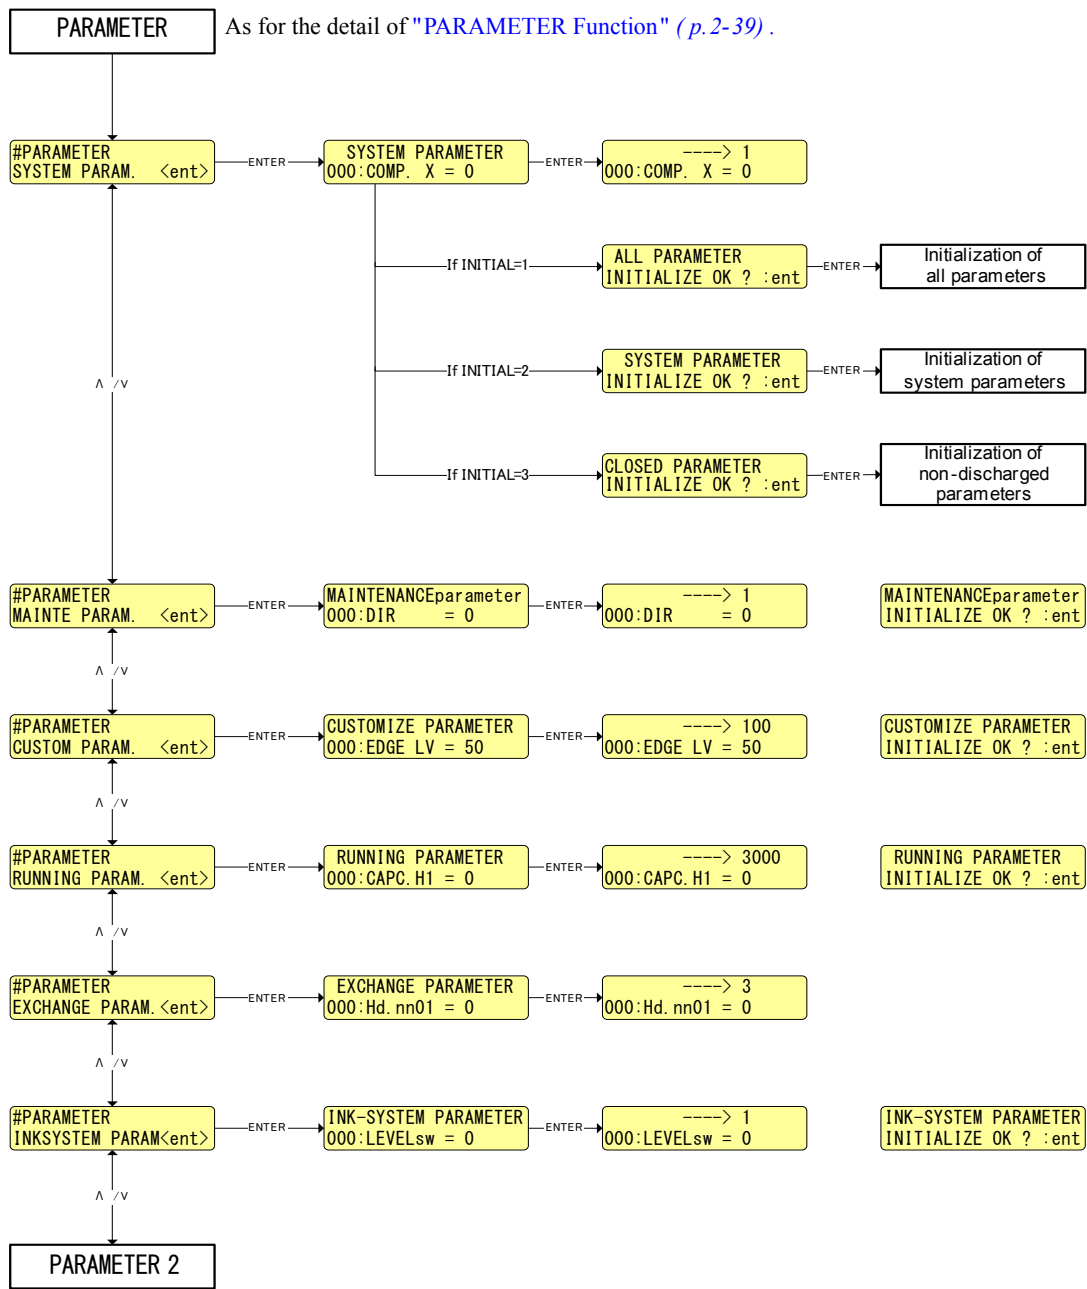 PARAMETER
As for the detail of "PARAMETER Function" ( p.2-39) .
#PARAMETER
SYSTEM PARAM. <ent>
ENTER
SYSTEM PARAMETER
000:COMP. X = 0
ENTER
----> 1
000:COMP. X = 0
If INITIAL=1
ALL PARAMETER
INITIALIZE OK ? :ent
ENTER
Initialization of
all parameters
If INITIAL=2
SYSTEM PARAMETER
INITIALIZE OK ? :ent
ENTER
Initialization of
system parameters
Λ /V
If INITIAL=3
CLOSED PARAMETER
INITIALIZE OK ? :ent
ENTER
Initialization of
non-discharged
parameters
#PARAMETER
MAINTE PARAM. <ent>
ENTER
MAINTENANCEparameter
000:DIR = 0
ENTER
----> 1
000:DIR = 0
MAINTENANCEparameter
INITIALIZE OK ? :ent
Λ /V
#PARAMETER
CUSTOM PARAM. <ent>
ENTER
CUSTOMIZE PARAMETER
000:EDGE LV = 50
ENTER
----> 100
000:EDGE LV = 50
CUSTOMIZE PARAMETER
INITIALIZE OK ? :ent
Λ /V
#PARAMETER
RUNNING PARAM. <ent>
ENTER
RUNNING PARAMETER
000:CAPC.H1 = 0
ENTER
----> 3000
000:CAPC.H1 = 0
RUNNING PARAMETER
INITIALIZE OK ? :ent
Λ /V
#PARAMETER
EXCHANGE PARAM.<ent>
ENTER
EXCHANGE PARAMETER
000:Hd.nn01 = 0
ENTER
----> 3
000:Hd.nn01 = 0
Λ /V
#PARAMETER
INKSYSTEM PARAM<ent>
ENTER
INK-SYSTEM PARAMETER
000:LEVELsw = 0
ENTER
----> 1
000:LEVELsw = 0
INK-SYSTEM PARAMETER
INITIALIZE OK ? :ent
Λ /V
PARAMETER 2